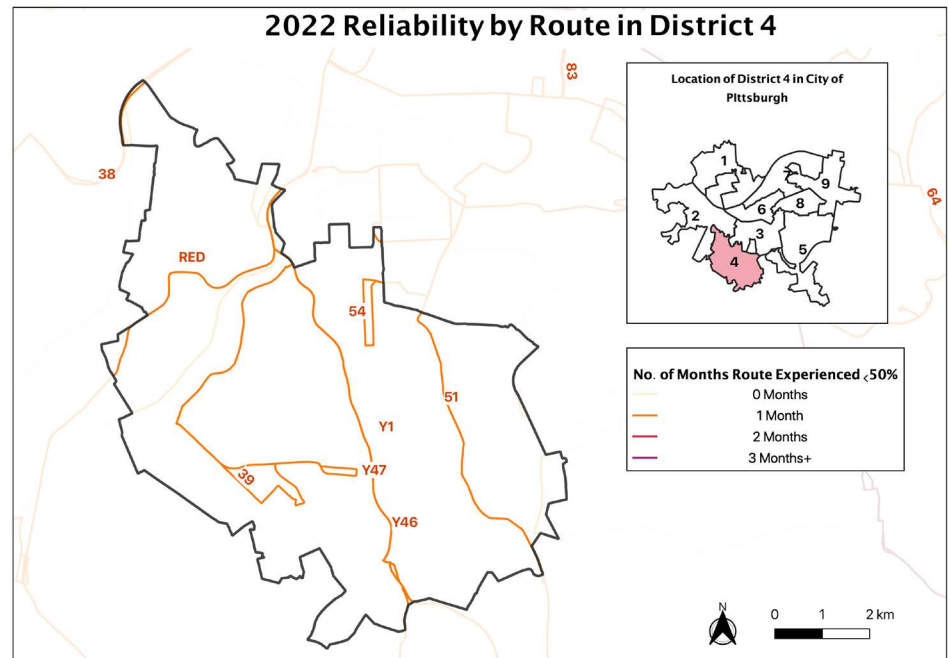 2022 Reliability by Route in District 4
83
Location of District 4 in City of
PIttsburgh
1
7
9
2
6
8
3
4
5
38
64
RED
54
51
Y1
39
Y47
Y46
No. of Months Route Experienced <50%
0 Months
1 Month
2 Months
3 Months+
N
0 1 2 km